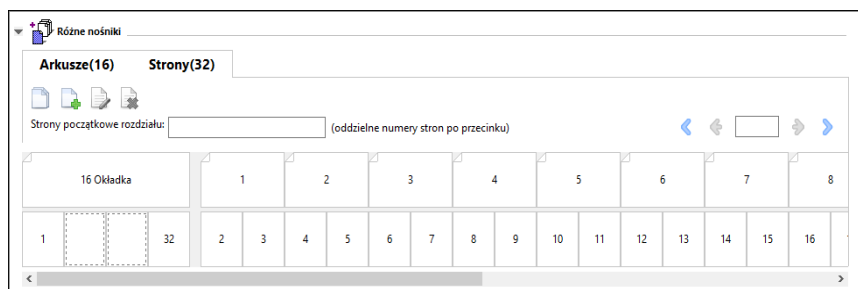 Różne nośniki
Arkusze(16) Strony(32)
Strony początkowe rozdziału: (oddzielne numery stron po przecinku)
16 Okładka 1 2 3 4 5 6 7 8
1 32 2 3 4 5 6 7 8 9 10 11 12 13 14 15 16